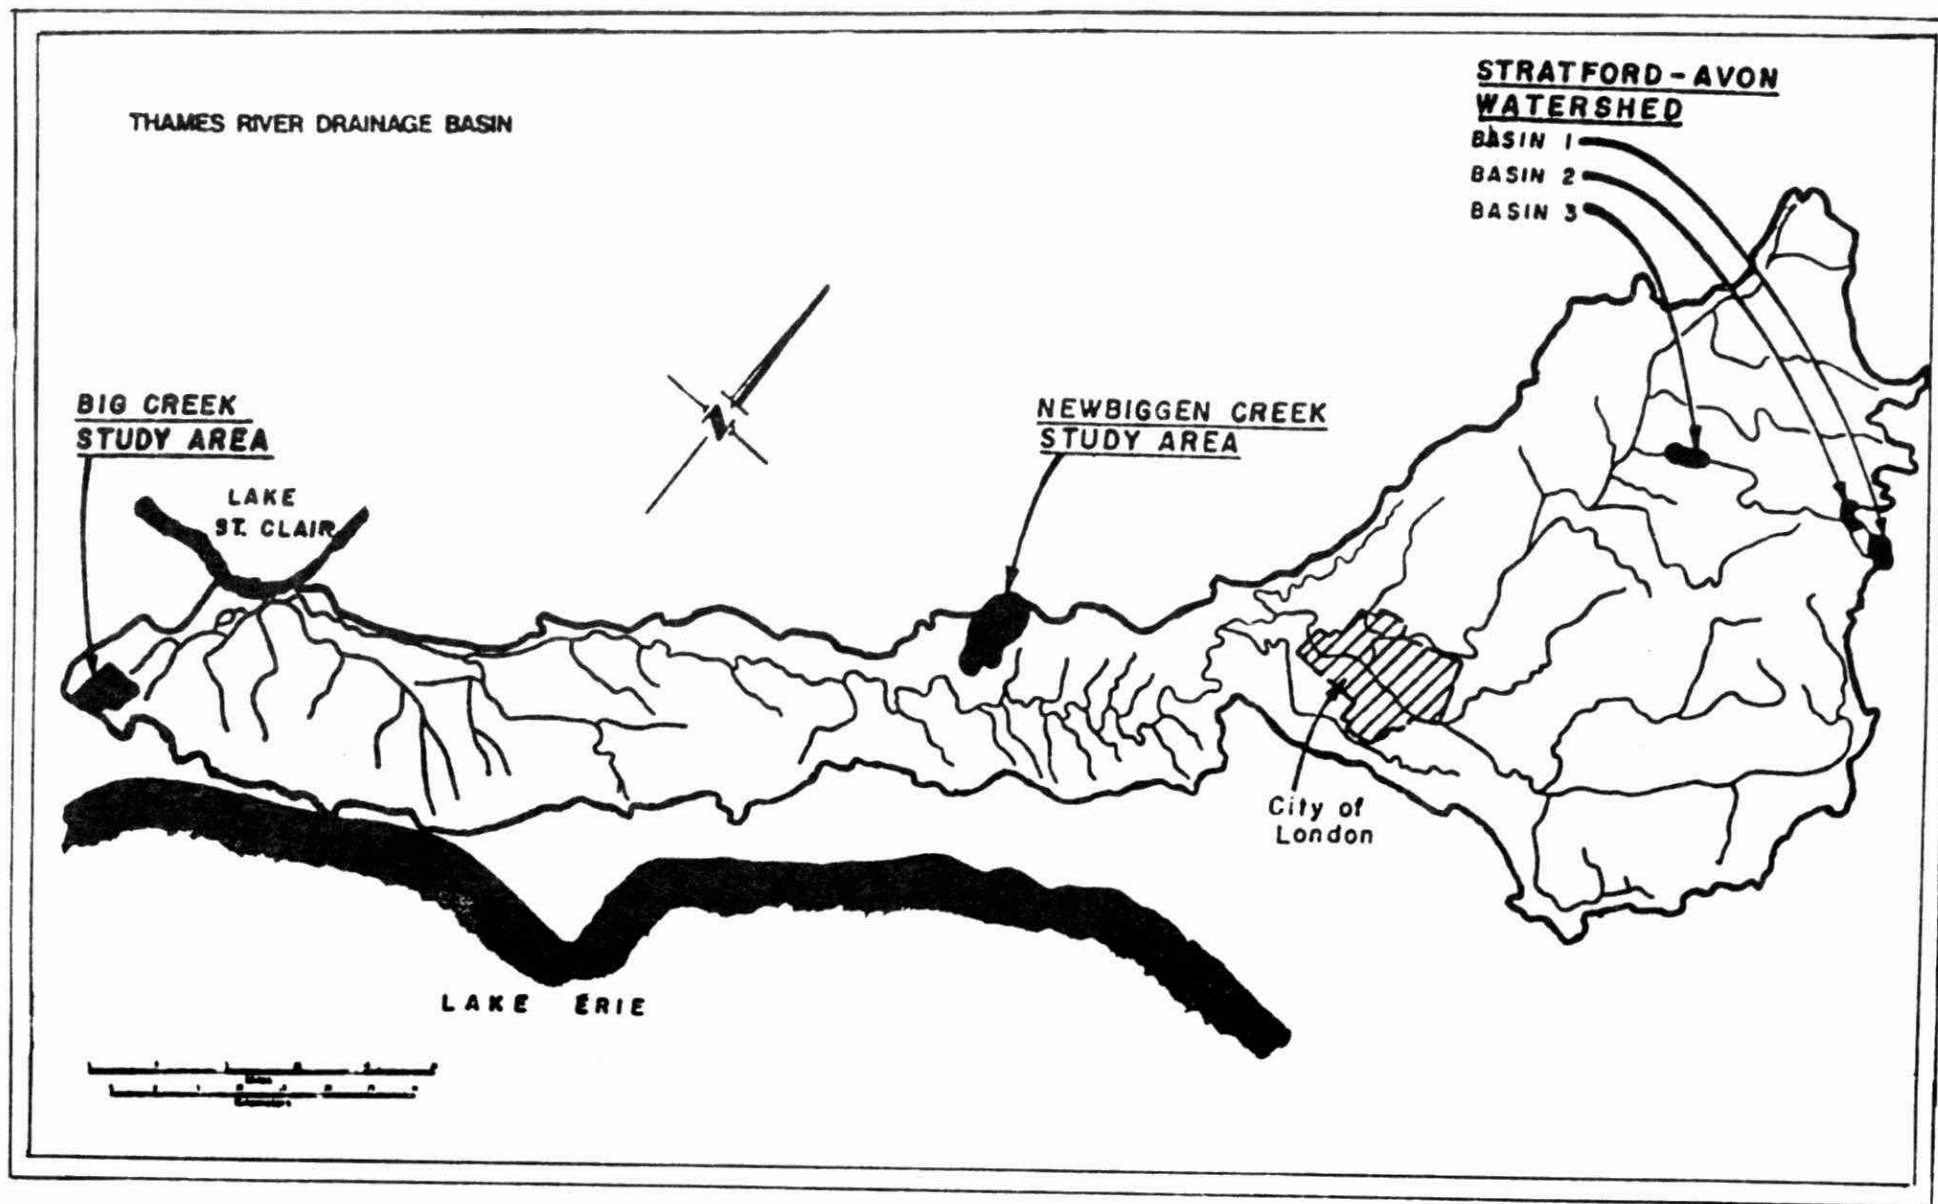 THAMES RIVER DRAINAGE BASIN
STRATFORD-AVON
WATERSHED
BASIN 1
BASIN 2
BASIN 3
BIG CREEK
STUDY AREA
LAKE
ST. CLAIR
N
NEWBIGGEN CREEK
STUDY AREA
City of
London
LAKE ERIE